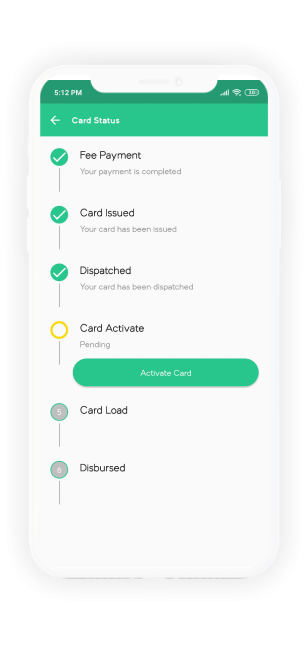 5:12 PM
Card Status
Fee Payment
Your payment is completed
Card Issued
Your card has been issued
Dispatched
Your card has been dispatched
Card Activate
Pending
Activate Card
5
Card Load
6
Disbursed